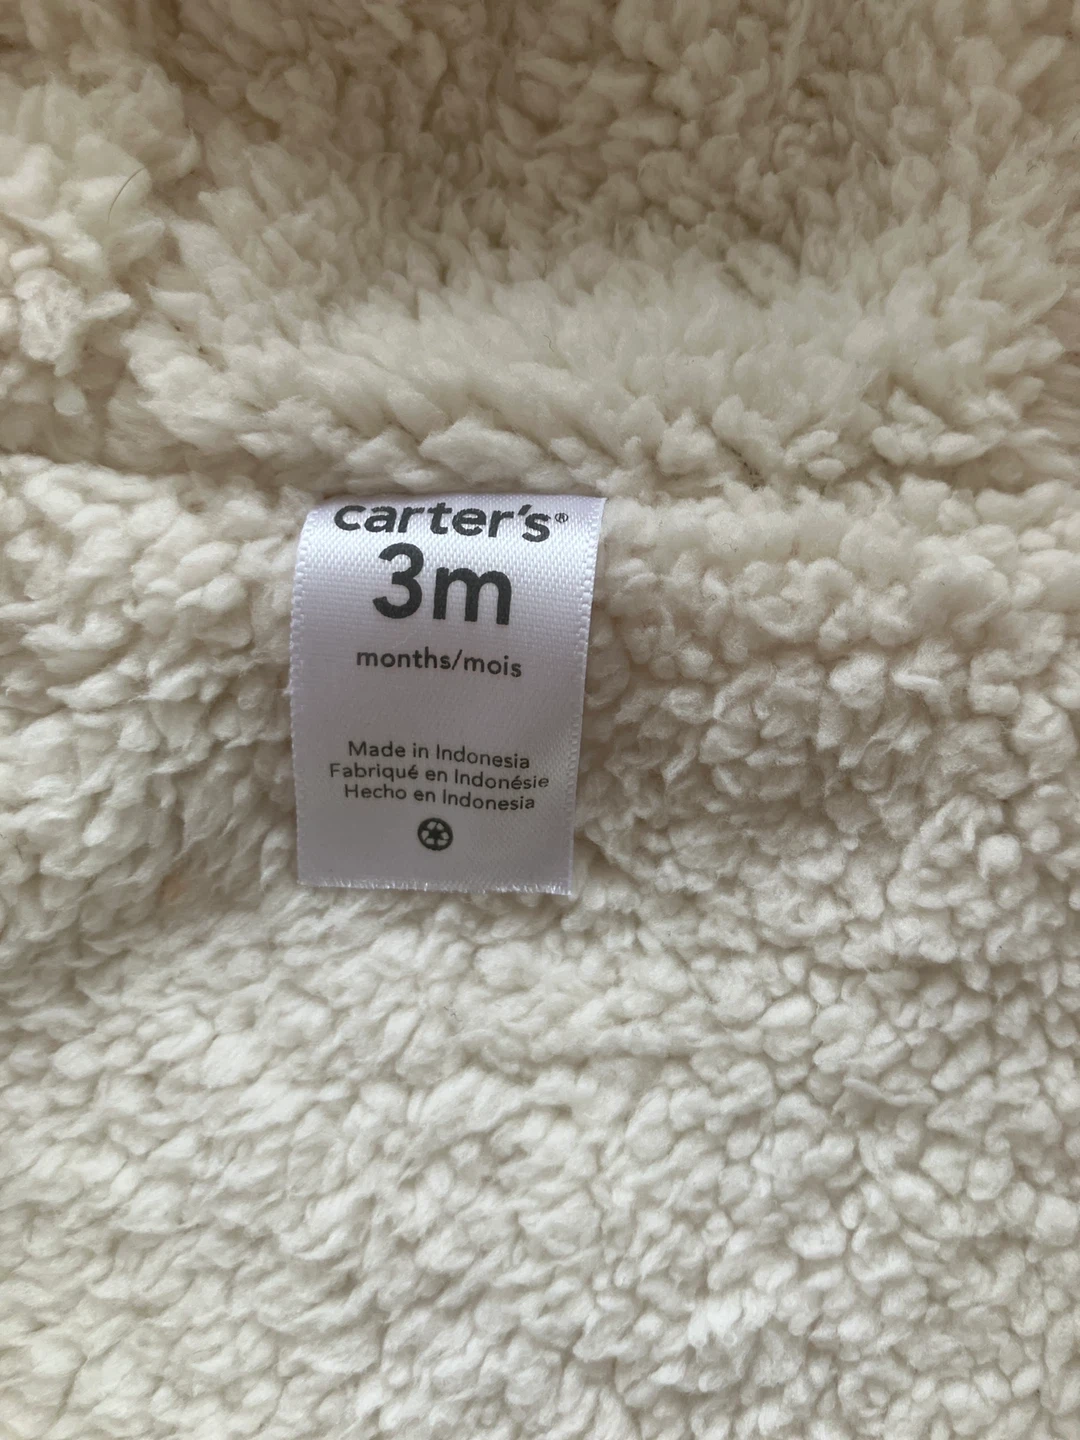 carter's®
3m
months/mois
Made in Indonesia
Fabriqué en Indonésie
Hecho en Indonesia